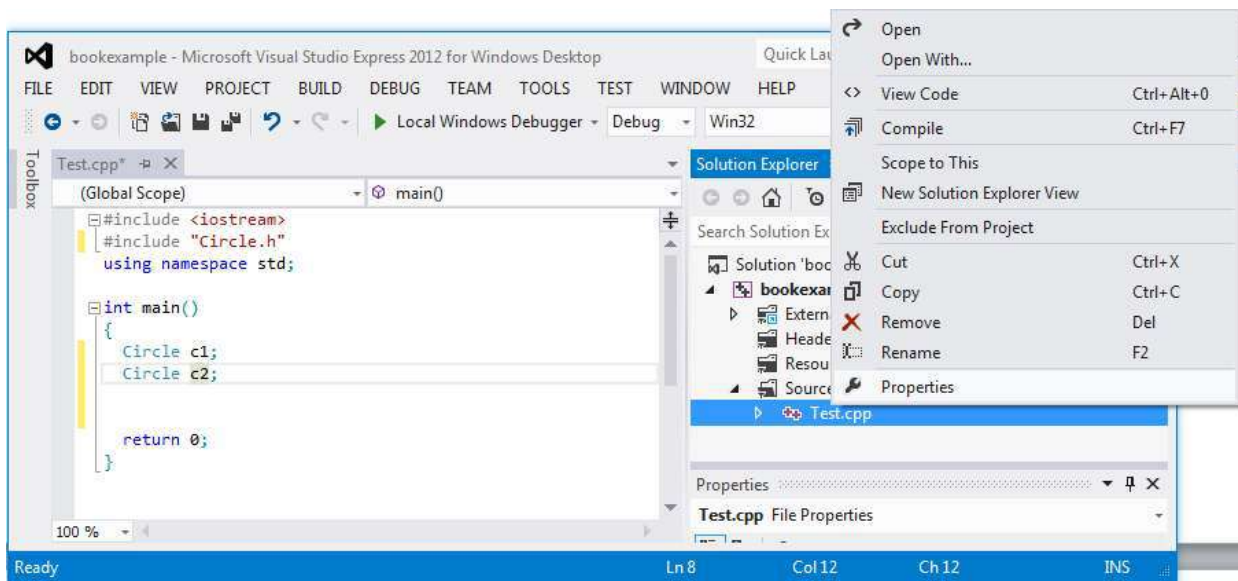 bookexample - Microsoft Visual Studio Express 2012 for Windows Desktop
Quick
FILE EDIT VIEW PROJECT BUILD DEBUG TEAM TOOLS TEST WINDOW HELP
Local Windows Debugger Debug Win32
Toolbox
Test.cpp*
(Global Scope) main()
#include <iostream>
#include "Circle.h"
using namespace std;
int main()
{
Circle c1;
Circle c2;
return 0;
}
100 %
Solution Explorer
Search Solution Ex
Solution 'boo
bookexa
Extern
Heade
Resou
Source
Test.cpp
Properties
Test.cpp File Properties
Open
Open With...
View Code Ctrl+Alt+0
Compile Ctrl+F7
Scope to This
New Solution Explorer View
Exclude From Project
Cut Ctrl+X
Copy Ctrl+C
Remove Del
Rename F2
Properties
Ready Ln 8 Col 12 Ch 12 INS